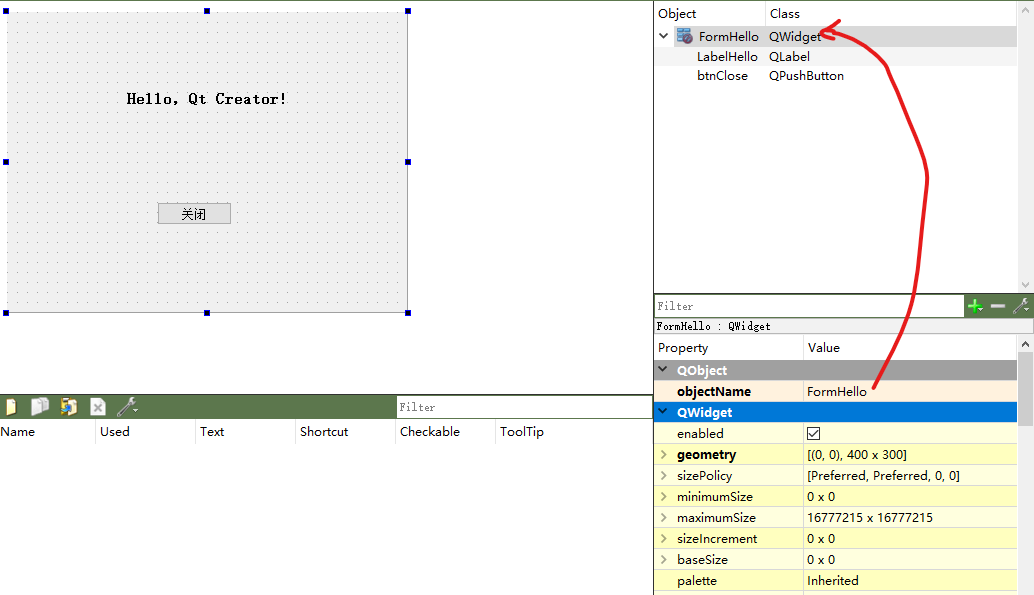 Hello, Qt Creator!
关闭
Object Class
FormHello QWidget
LabelHello QLabel
btnClose QPushButton
Filter
FormHello : QWidget
Property Value
QObject
objectName FormHello
QWidget
enabled
geometry [(0, 0), 400 x 300]
sizePolicy [Preferred, Preferred, 0, 0]
minimumSize 0 x 0
maximumSize 16777215 x 16777215
sizeIncrement 0 x 0
baseSize 0 x 0
palette Inherited
Filter
Name Used Text Shortcut Checkable ToolTip